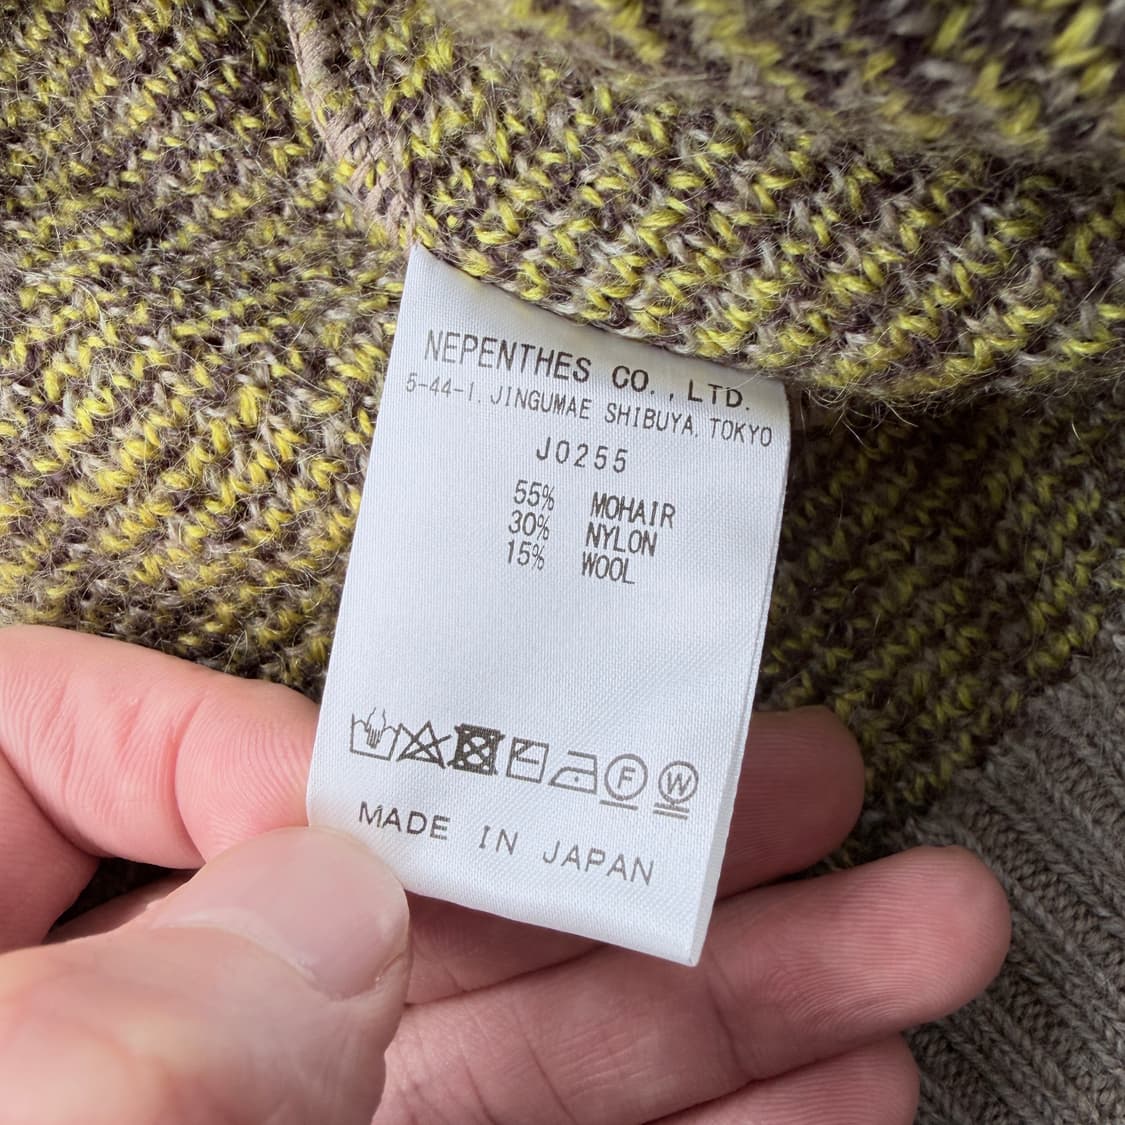 NEPENTHES CO., LTD.
5-44-1, JINGUMAE SHIBUYA, TOKYO
J0255
55% MOHAIR
30% NYLON
15% WOOL
F W
MADE IN JAPAN